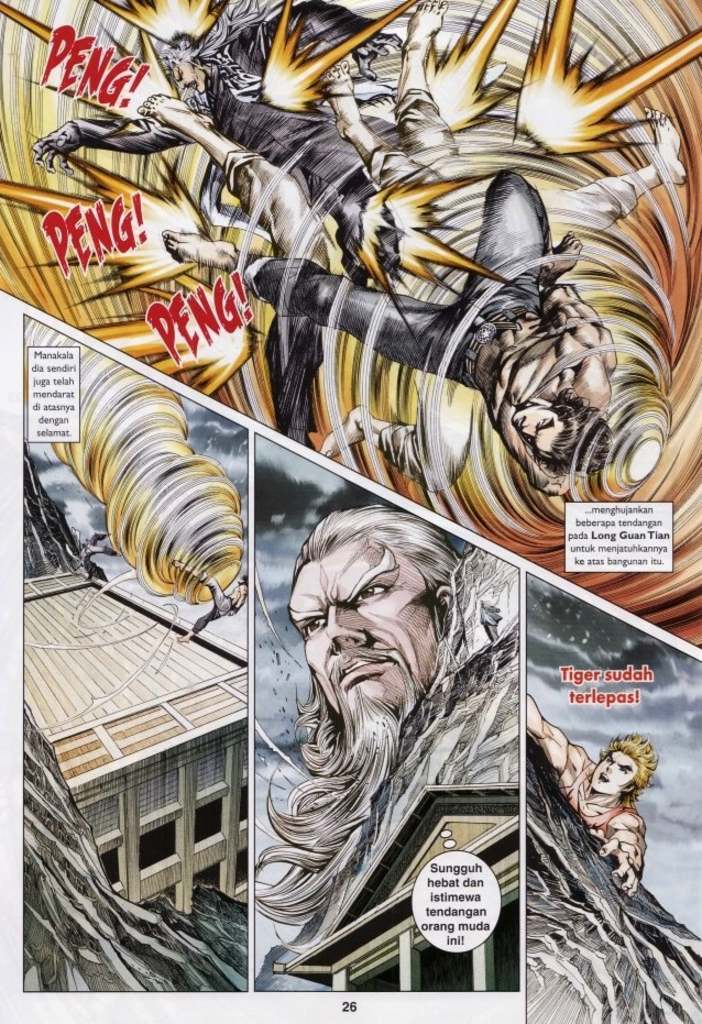 PENG!
PENG!
PENG!
...menghujankan
beberapa tendangan
pada Long Guan Tian
untuk menjatuhkannya
ke atas bangunan itu.
Manakala
dia sendiri
juga telah
mendarat
di atasnya
dengan
selamat.
Sungguh
hebat dan
istimewa
tendangan
orang muda
ini!
Tiger sudah
terlepas!
26